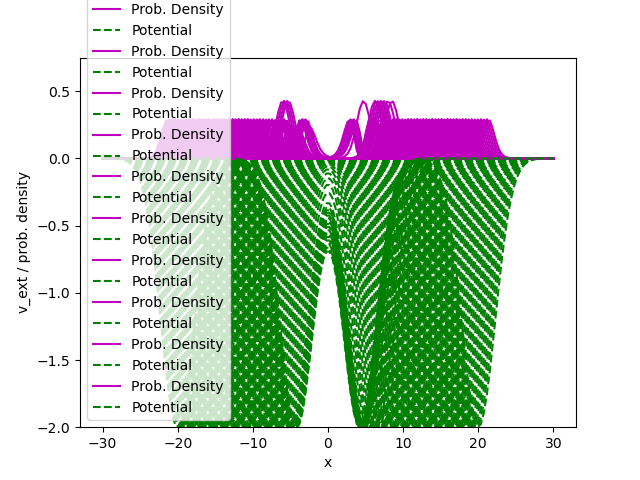 Prob. Density
Potential
Prob. Density
Potential
Prob. Density
Potential
Prob. Density
Potential
Prob. Density
Potential
Prob. Density
Potential
Prob. Density
Potential
Prob. Density
Potential
Prob. Density
Potential
Prob. Density
Potential
v_ext / prob. density
0.5
0.0
−0.5
−1.0
−1.5
−2.0
−30 −20 −10 0 10 20 30
x